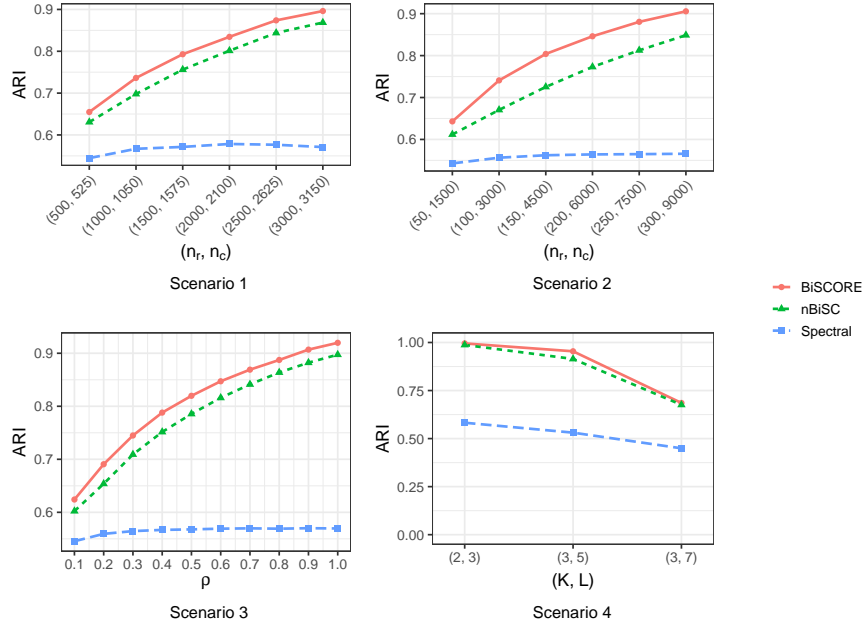 0.9
0.8
0.7
0.6
ARI
(500, 525)
(1000, 1050)
(1500, 1575)
(2000, 2100)
(2500, 2625)
(3000, 3150)
(nr, nc)
Scenario 1
0.9
0.8
0.7
0.6
ARI
(50, 1500)
(100, 3000)
(150, 4500)
(200, 6000)
(250, 7500)
(300, 9000)
(nr, nc)
Scenario 2
BiSCORE
nBiSC
Spectral
0.9
0.8
0.7
0.6
ARI
0.1 0.2 0.3 0.4 0.5 0.6 0.7 0.8 0.9 1.0
ρ
Scenario 3
1.00
0.75
0.50
0.25
0.00
ARI
(2, 3) (3, 5) (3, 7)
(K, L)
Scenario 4